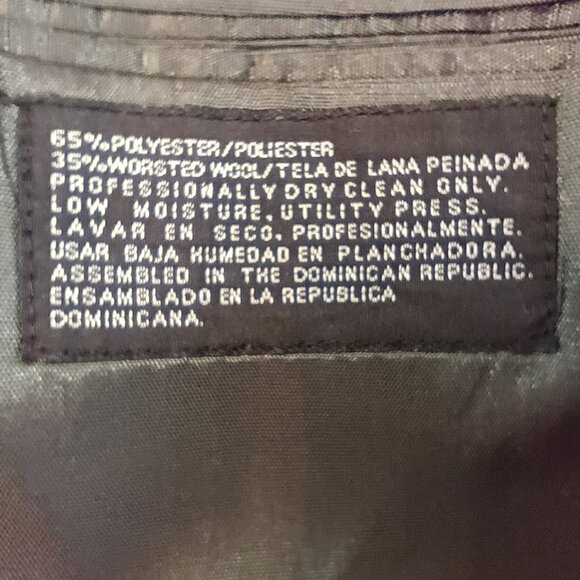 65% POLYESTER/POLIESTER
35% WORSTED WOOL/TELA DE LANA PEINADA
PROFESSIONALLY DRY CLEAN ONLY.
LOW MOISTURE, UTILITY PRESS.
LAVAR EN SECO, PROFESIONALMENTE.
USAR BAJA HUMEDAD EN PLANCHADORA.
ASSEMBLED IN THE DOMINICAN REPUBLIC.
ENSAMBLADO EN LA REPUBLICA
DOMINICANA.